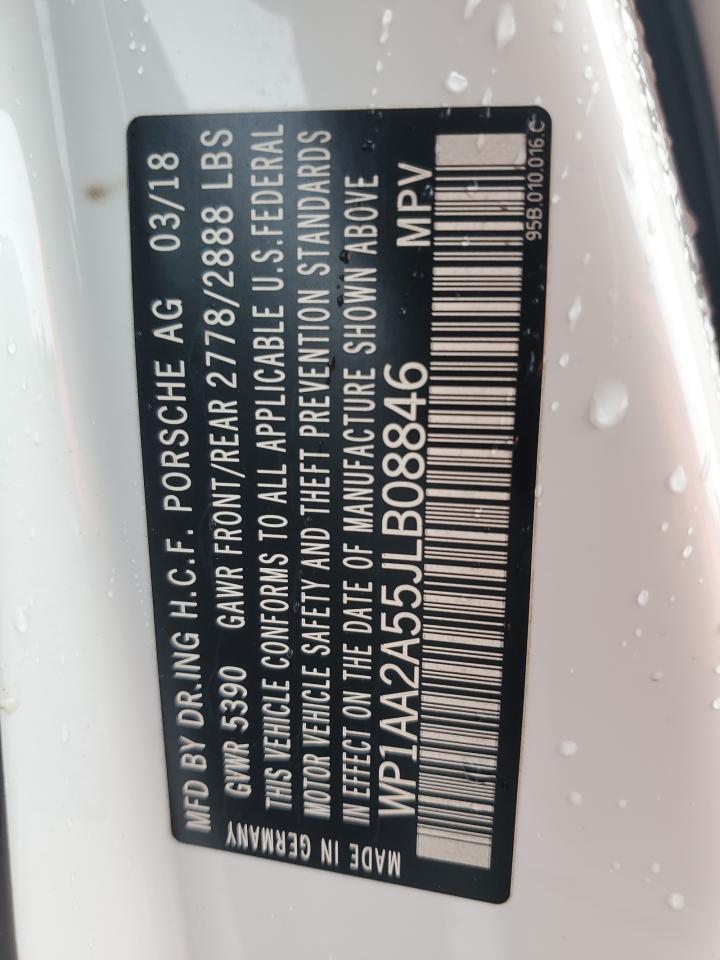 MFD BY DR.ING H.C.F. PORSCHE AG 03/18
GVWR 5390 GAWR FRONT/REAR 2778/2888 LBS
THIS VEHICLE CONFORMS TO ALL APPLICABLE U.S.FEDERAL
MOTOR VEHICLE SAFETY AND THEFT PREVENTION STANDARDS
IN EFFECT ON THE DATE OF MANUFACTURE SHOWN ABOVE
WP1AA2A55JLB08846 MPV
MADE IN GERMANY
95B.010.016.C